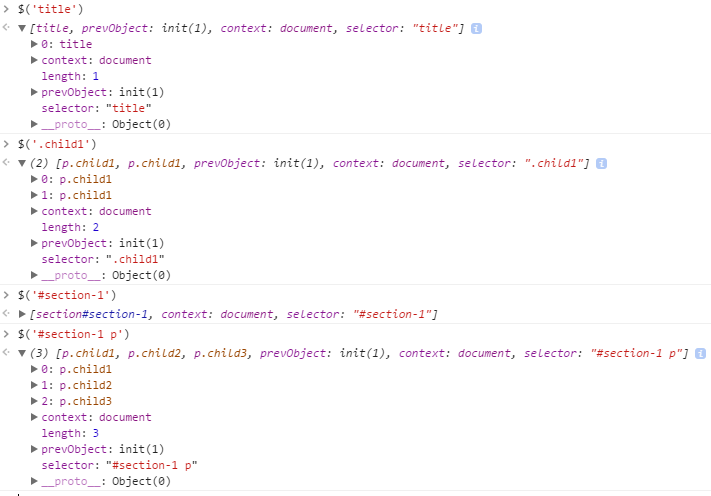 > $('title')
<· ▼ [title, prevObject: init(1), context: document, selector: "title"] i
▶ 0: title
▶ context: document
length: 1
▶ prevObject: init(1)
selector: "title"
▶ __proto__: Object(0)
> $('.child1')
<· ▼ (2) [p.child1, p.child1, prevObject: init(1), context: document, selector: ".child1"] i
▶ 0: p.child1
▶ 1: p.child1
▶ context: document
length: 2
▶ prevObject: init(1)
selector: ".child1"
▶ __proto__: Object(0)
> $('#section-1')
<· ▶ [section#section-1, context: document, selector: "#section-1"]
> $('#section-1 p')
<· ▼ (3) [p.child1, p.child2, p.child3, prevObject: init(1), context: document, selector: "#section-1 p"] i
▶ 0: p.child1
▶ 1: p.child2
▶ 2: p.child3
▶ context: document
length: 3
▶ prevObject: init(1)
selector: "#section-1 p"
▶ __proto__: Object(0)